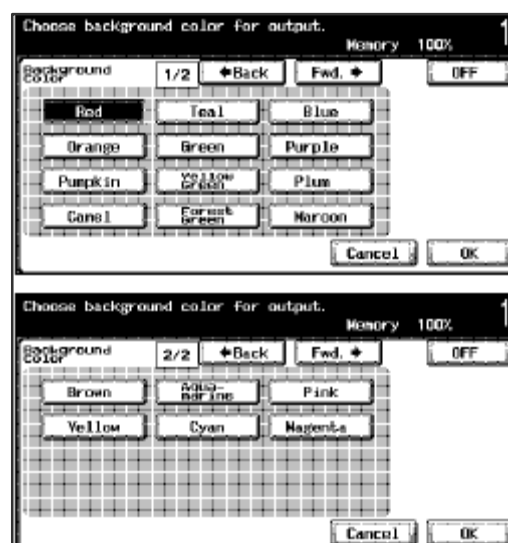 Choose background color for output.
Memory 100% 1
Background Color 1/2 ←Back Fwd. → OFF
Red Teal Blue
Orange Green Purple
Pumpkin Yellow Green Plum
Camel Forest Green Maroon
Cancel OK
Choose background color for output.
Memory 100% 1
Background Color 2/2 ←Back Fwd. → OFF
Brown Aqua-marine Pink
Yellow Cyan Magenta
Cancel OK